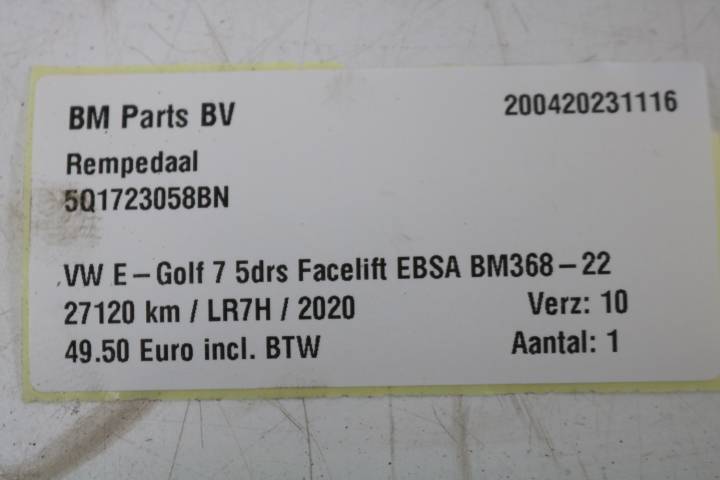 BM Parts BV 200420231116
Rempedaal
5Q1723058BN
VW E-Golf 7 5drs Facelift EBSA BM368-22
27120 km / LR7H / 2020 Verz: 10
49.50 Euro incl. BTW Aantal: 1